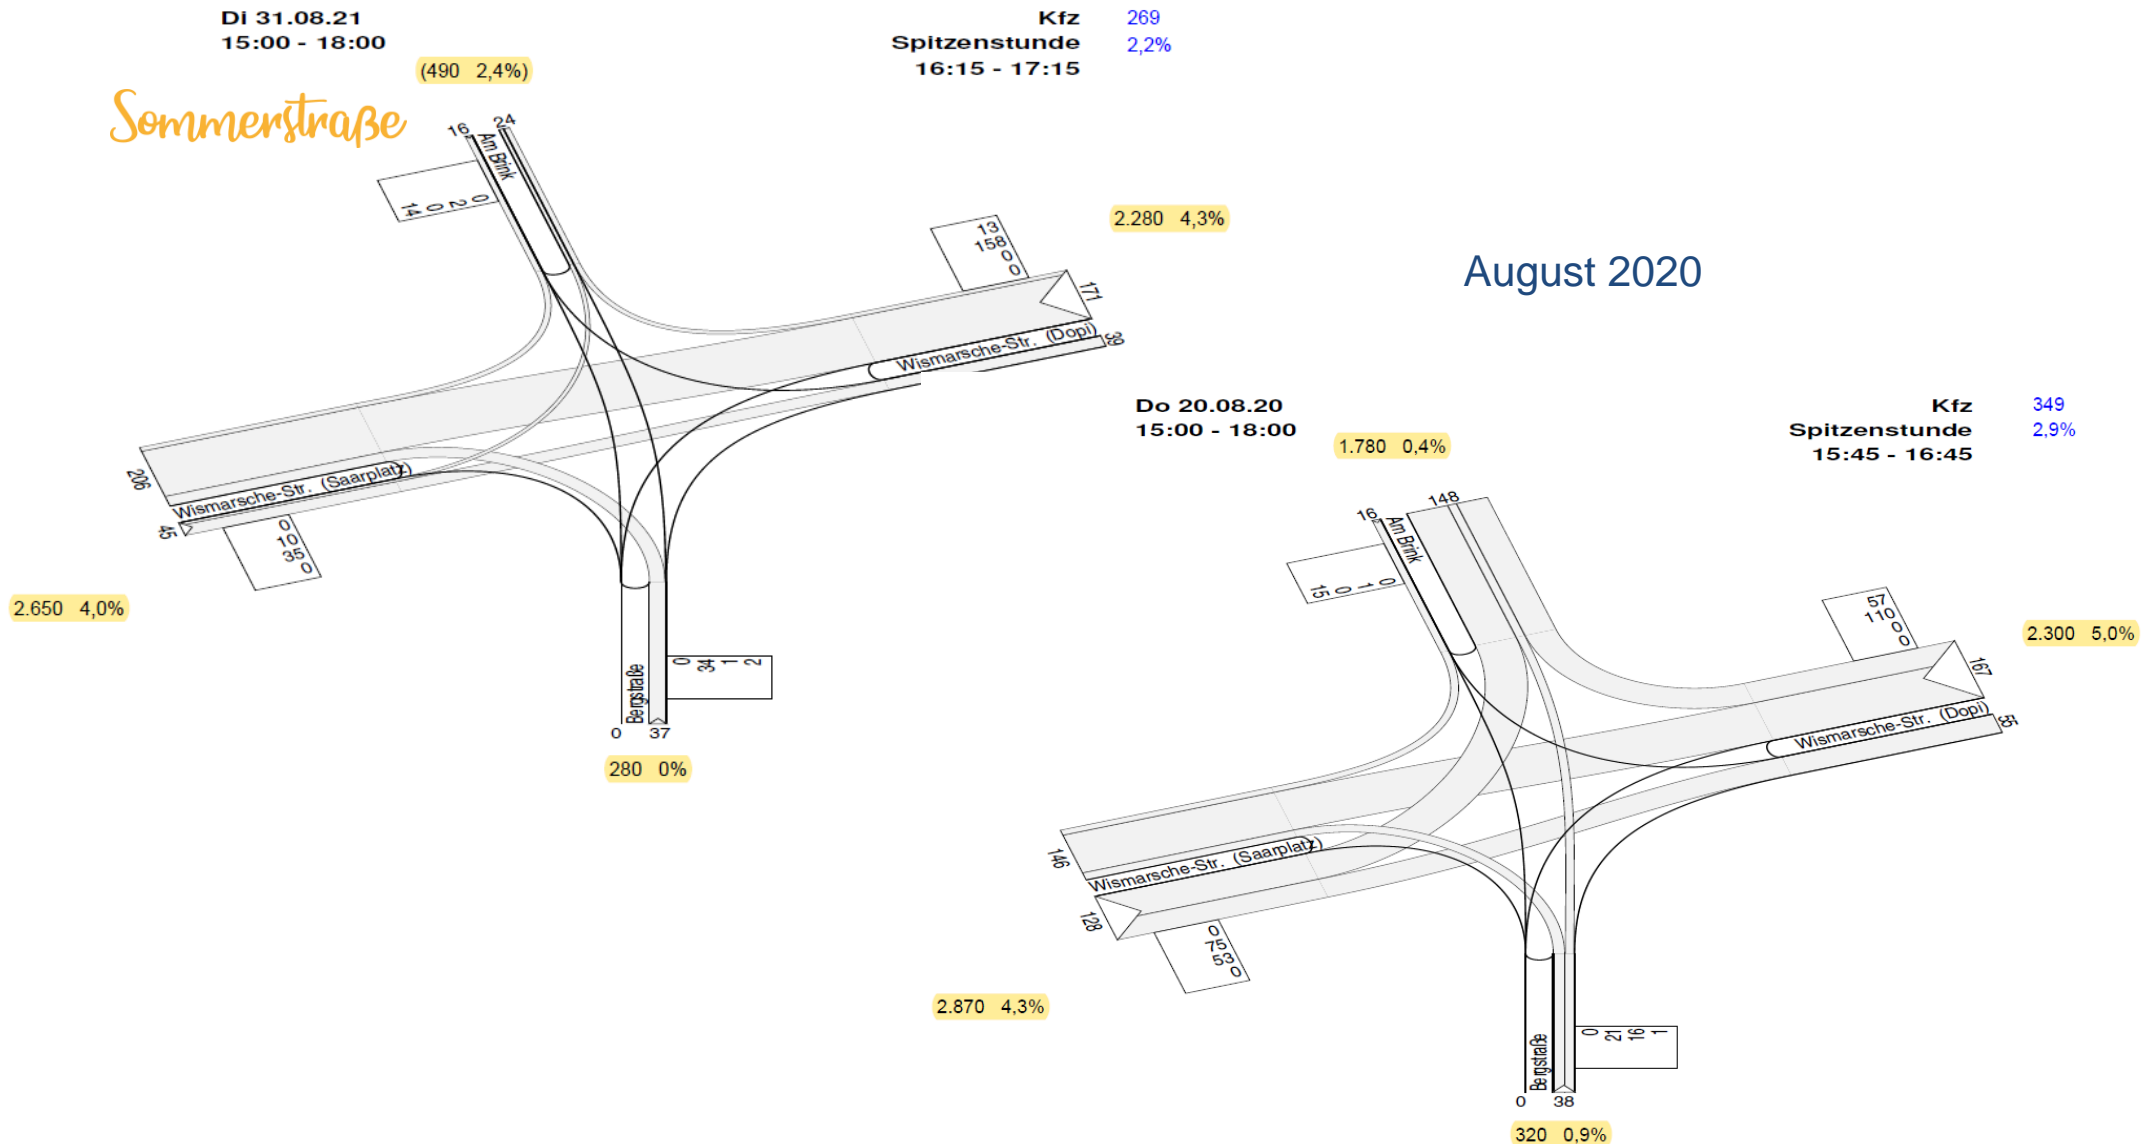 Di 31.08.21
15:00 - 18:00
Kfz 269
Spitzenstunde 2,2%
16:15 - 17:15
(490 2,4%)
Sommerstraße
16 24
Am Brink
14 0 2 0
2.280 4,3%
13
158
0
0
171
Wismarsche-Str. (Dopi)
39
206
Wismarsche-Str. (Saarplatz)
45
0
10
35
0
2.650 4,0%
Bergstraße
0 34 1 2
0 37
280 0%
August 2020
Do 20.08.20
15:00 - 18:00
Kfz 349
Spitzenstunde 2,9%
15:45 - 16:45
1.780 0,4%
16 148
Am Brink
15 0 1 0
57
110
0
0
2.300 5,0%
167
Wismarsche-Str. (Dopi)
55
146
Wismarsche-Str. (Saarplatz)
128
0
75
53
0
2.870 4,3%
Bergstraße
0 21 16 1
0 38
320 0,9%